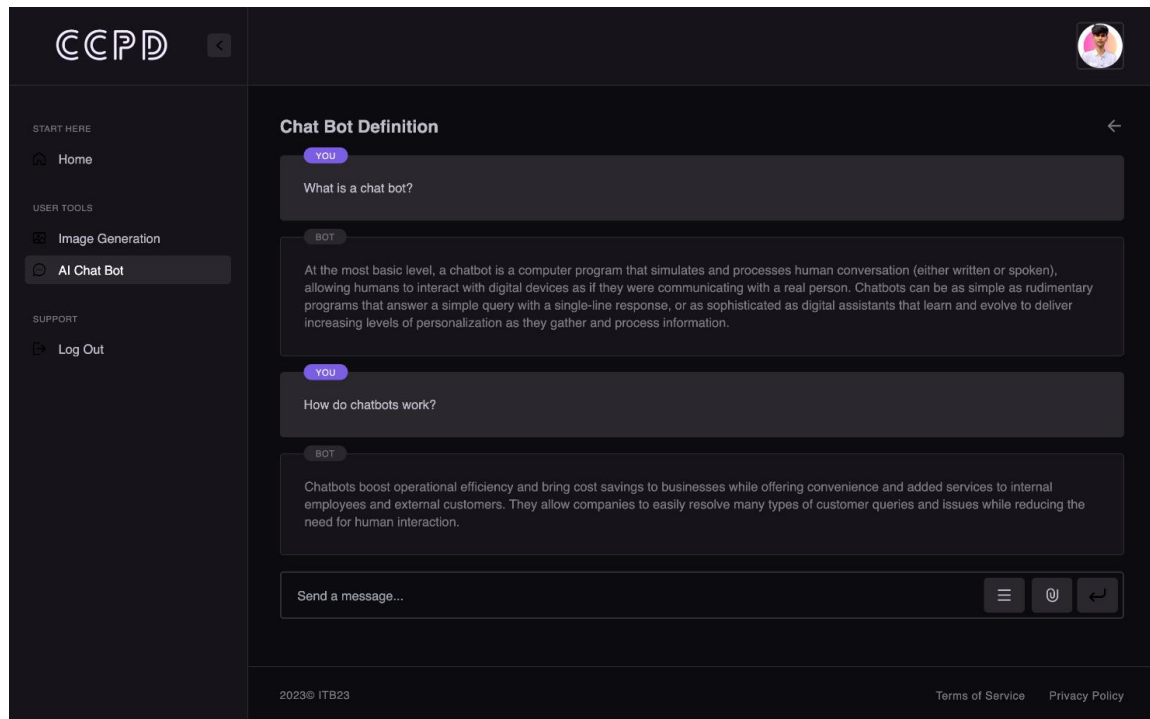 CCPD
START HERE
Home
USER TOOLS
Image Generation
AI Chat Bot
SUPPORT
Log Out
Chat Bot Definition
YOU
What is a chat bot?
BOT
At the most basic level, a chatbot is a computer program that simulates and processes human conversation (either written or spoken),
allowing humans to interact with digital devices as if they were communicating with a real person. Chatbots can be as simple as rudimentary
programs that answer a simple query with a single-line response, or as sophisticated as digital assistants that learn and evolve to deliver
increasing levels of personalization as they gather and process information.
YOU
How do chatbots work?
BOT
Chatbots boost operational efficiency and bring cost savings to businesses while offering convenience and added services to internal
employees and external customers. They allow companies to easily resolve many types of customer queries and issues while reducing the
need for human interaction.
Send a message...
2023© ITB23
Terms of Service
Privacy Policy